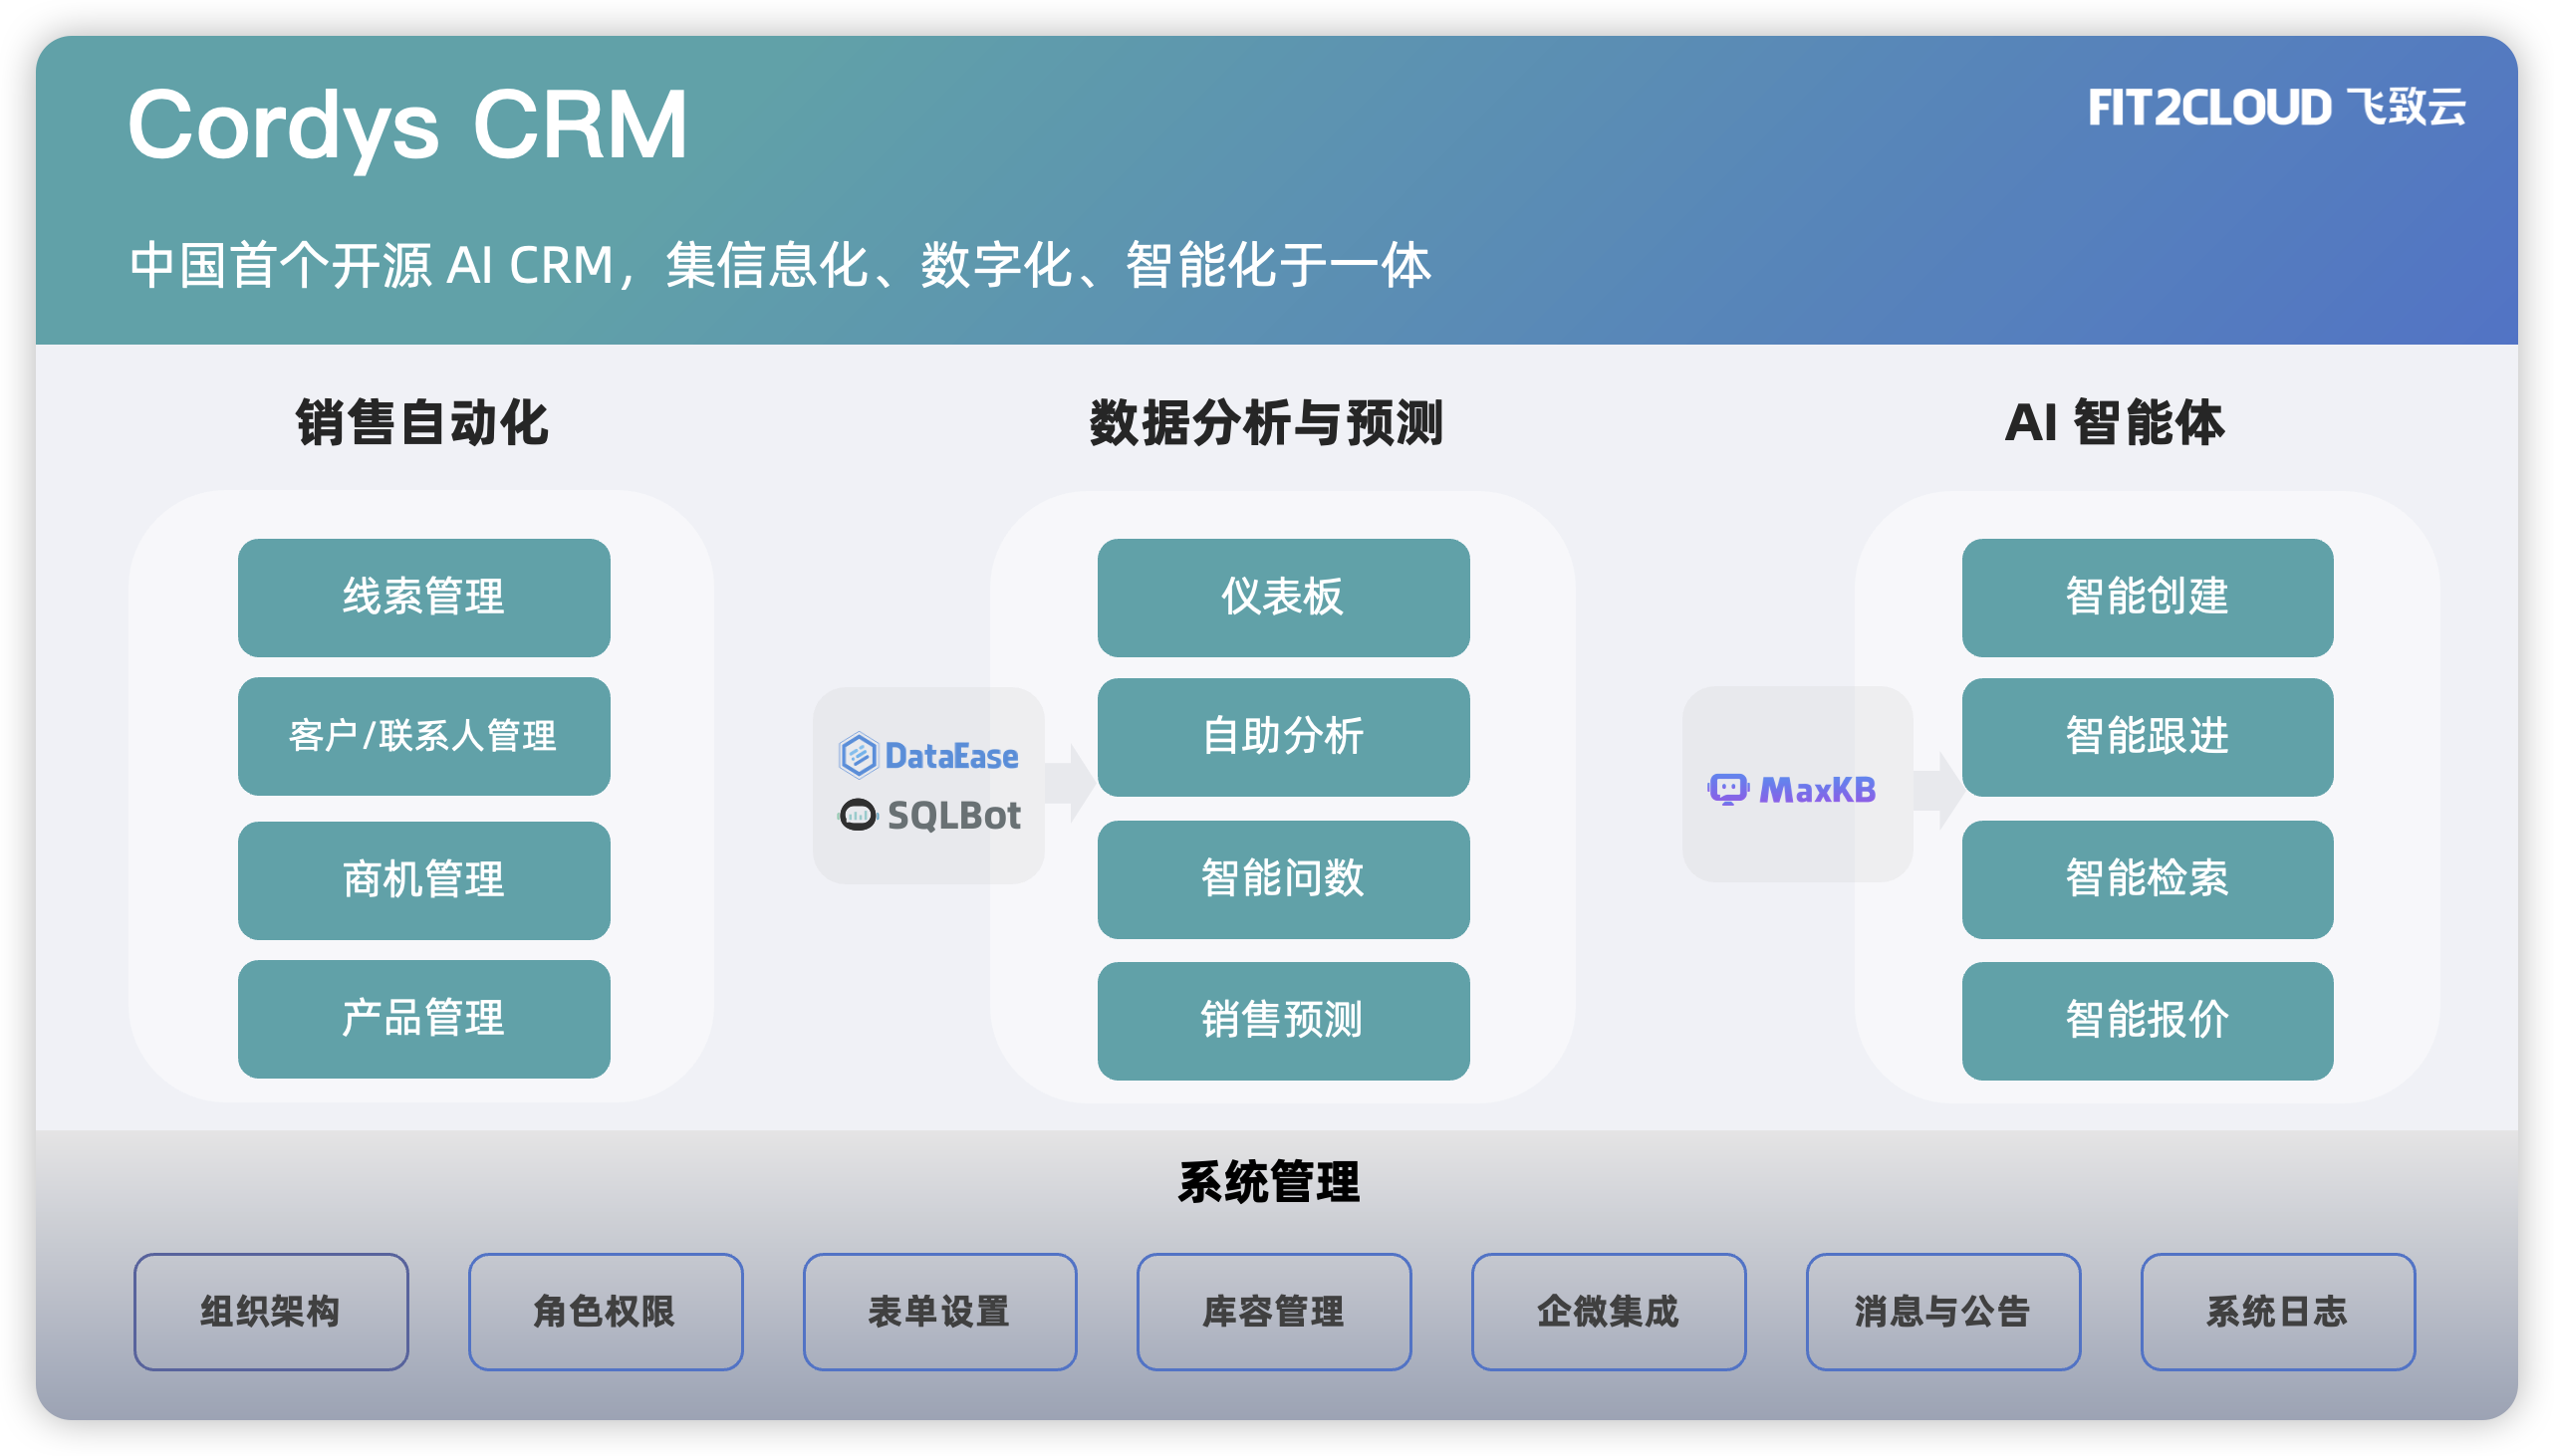 Cordys CRM
FIT2CLOUD 飞致云
中国首个开源 AI CRM，集信息化、数字化、智能化于一体
销售自动化
线索管理
客户/联系人管理
商机管理
产品管理
DataEase
SQLBot
数据分析与预测
仪表板
自助分析
智能问数
销售预测
MaxKB
AI 智能体
智能创建
智能跟进
智能检索
智能报价
系统管理
组织架构
角色权限
表单设置
库容管理
企微集成
消息与公告
系统日志